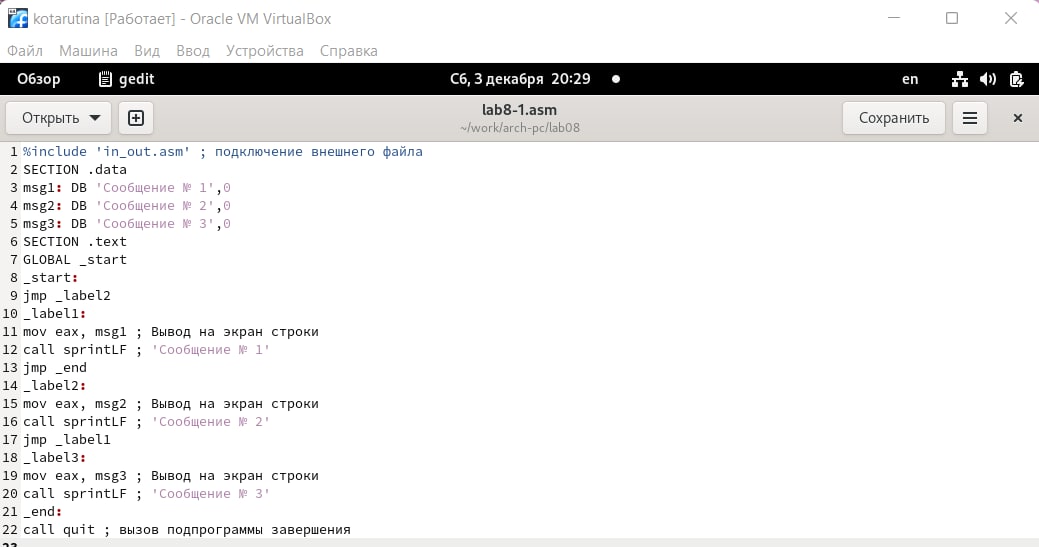 kotarutina [Работает] - Oracle VM VirtualBox
Файл Машина Вид Ввод Устройства Справка
Обзор gedit Сб, 3 декабря 20:29 en
Открыть lab8-1.asm Сохранить
~/work/arch-pc/lab08
1 %include 'in_out.asm' ; подключение внешнего файла
2 SECTION .data
3 msg1: DB 'Сообщение № 1',0
4 msg2: DB 'Сообщение № 2',0
5 msg3: DB 'Сообщение № 3',0
6 SECTION .text
7 GLOBAL _start
8 _start:
9 jmp _label2
10 _label1:
11 mov eax, msg1 ; Вывод на экран строки
12 call sprintLF ; 'Сообщение № 1'
13 jmp _end
14 _label2:
15 mov eax, msg2 ; Вывод на экран строки
16 call sprintLF ; 'Сообщение № 2'
17 jmp _label1
18 _label3:
19 mov eax, msg3 ; Вывод на экран строки
20 call sprintLF ; 'Сообщение № 3'
21 _end:
22 call quit ; вызов подпрограммы завершения
23